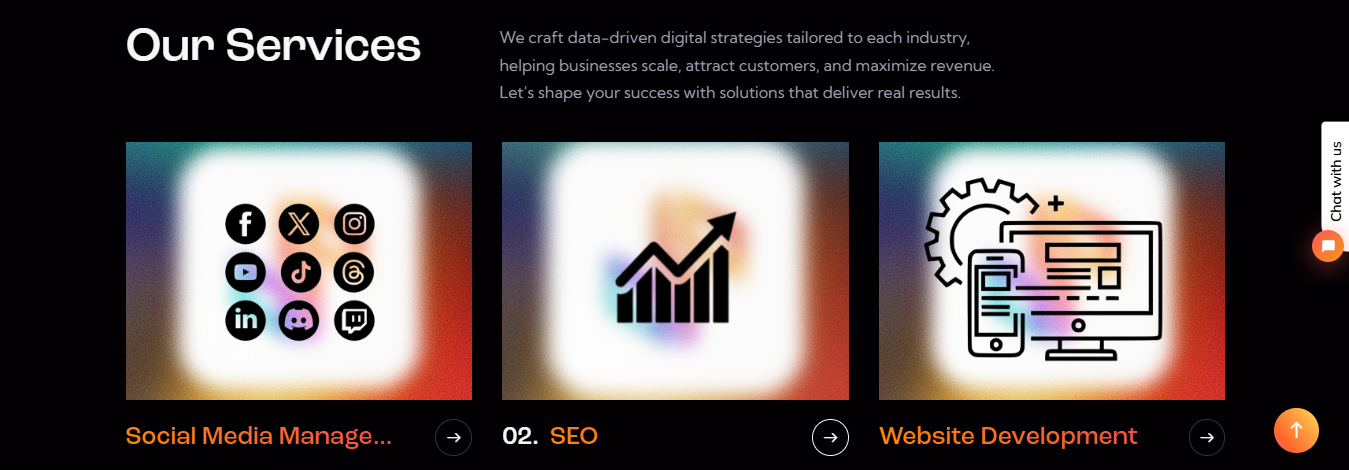 Our Services
We craft data-driven digital strategies tailored to each industry,
helping businesses scale, attract customers, and maximize revenue.
Let's shape your success with solutions that deliver real results.
Chat with us
Social Media Manage...
02. SEO
Website Development